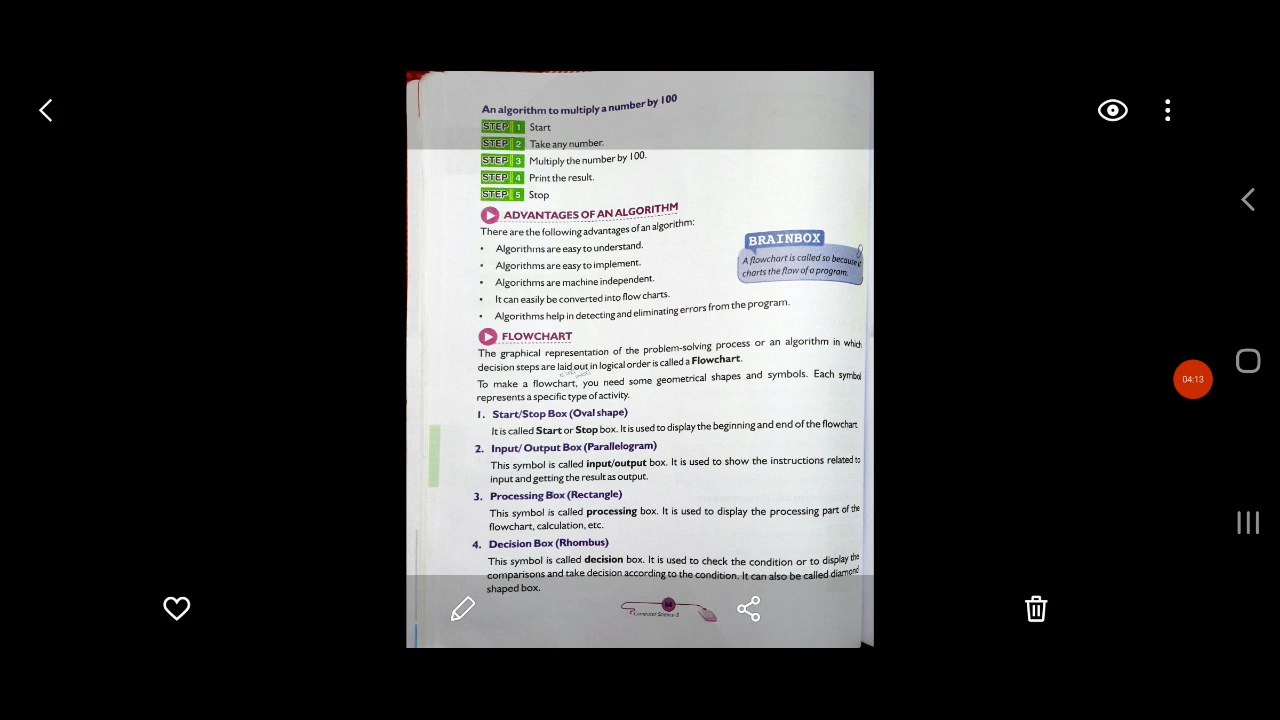 An algorithm to multiply a number by 100
STEP 1 Start
STEP 2 Take any number.
STEP 3 Multiply the number by 100.
STEP 4 Print the result.
STEP 5 Stop
ADVANTAGES OF AN ALGORITHM
There are the following advantages of an algorithm:
• Algorithms are easy to understand.
• Algorithms are easy to implement.
• Algorithms are machine independent.
• It can easily be converted into flow charts.
• Algorithms help in detecting and eliminating errors from the program.
BRAINBOX
A flowchart is called so because it
charts the flow of a program.
FLOWCHART
The graphical representation of the problem-solving process or an algorithm in which
decision steps are laid out in logical order is called a Flowchart.
To make a flowchart, you need some geometrical shapes and symbols. Each symbol
represents a specific type of activity.
1. Start/Stop Box (Oval shape)
It is called Start or Stop box. It is used to display the beginning and end of the flowchart
2. Input/ Output Box (Parallelogram)
This symbol is called input/output box. It is used to show the instructions related to
input and getting the result as output.
3. Processing Box (Rectangle)
This symbol is called processing box. It is used to display the processing part of the
flowchart, calculation, etc.
4. Decision Box (Rhombus)
This symbol is called decision box. It is used to check the condition or to display the
comparisons and take decision according to the condition. It can also be called diamond
shaped box.
Computer Science-5
04:13